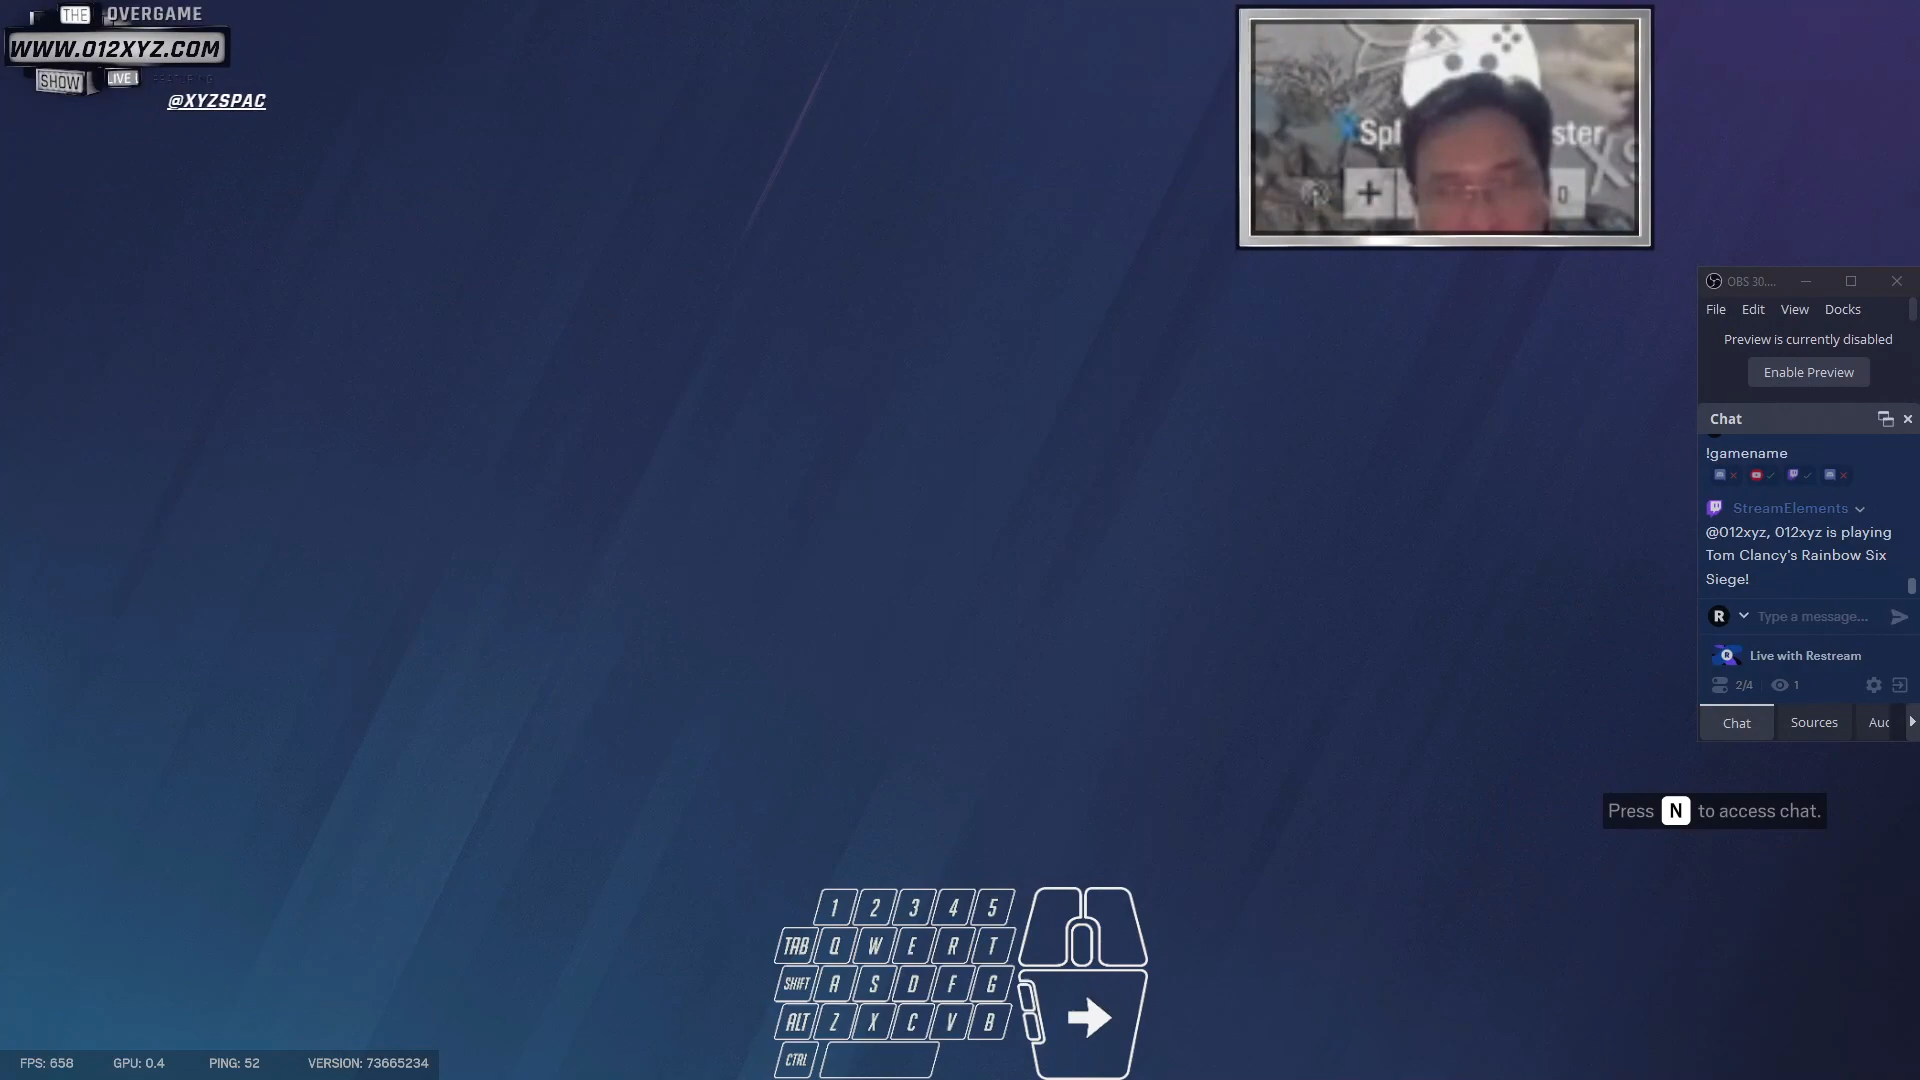 THE OVERGAME
WWW.012XYZ.COM
SHOW LIVE
@XYZSPAC
Spl ster
+ 0
OBS 30....
File Edit View Docks
Preview is currently disabled
Enable Preview
Chat
!gamename
StreamElements
@012xyz, 012xyz is playing
Tom Clancy's Rainbow Six
Siege!
R Type a message...
Live with Restream
2/4 1
Chat Sources Auc
Press N to access chat.
1 2 3 4 5
TAB Q W E R T
SHIFT A S D F G
ALT Z X C V B
CTRL
FPS: 658 GPU: 0.4 PING: 52 VERSION: 73665234